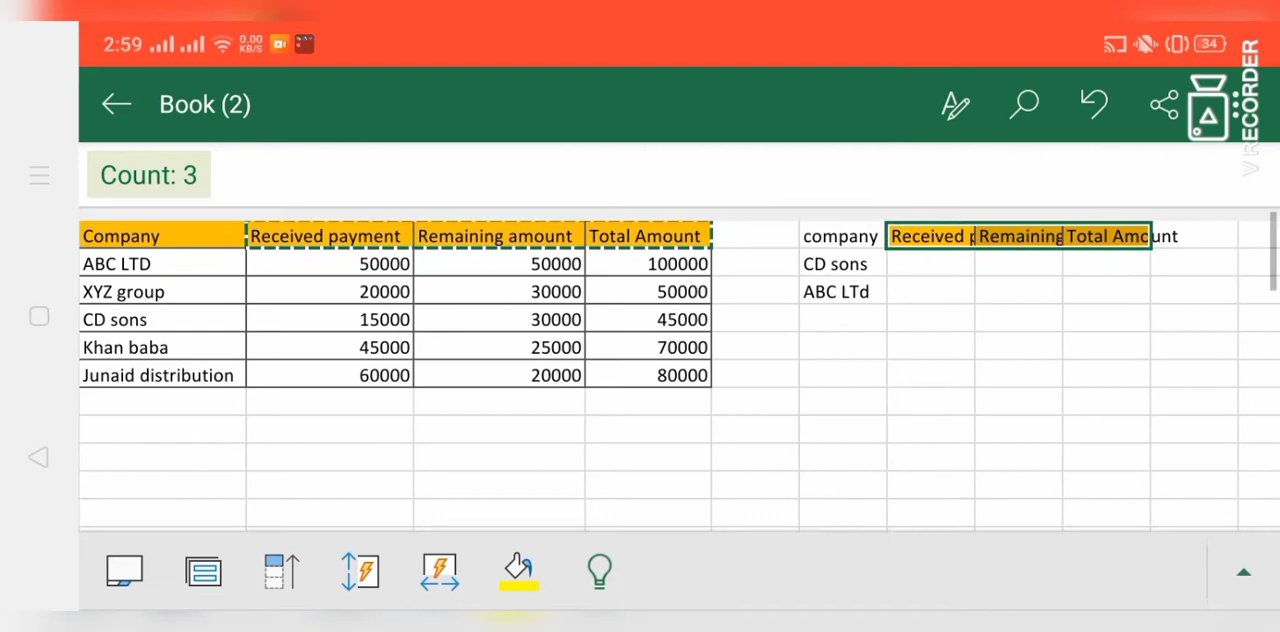 2:59 0.00 KB/S 34
Book (2)
V RECORDER
Count: 3
Company Received payment Remaining amount Total Amount company Received p Remaining Total Amount
ABC LTD 50000 50000 100000 CD sons
XYZ group 20000 30000 50000 ABC LTd
CD sons 15000 30000 45000
Khan baba 45000 25000 70000
Junaid distribution 60000 20000 80000